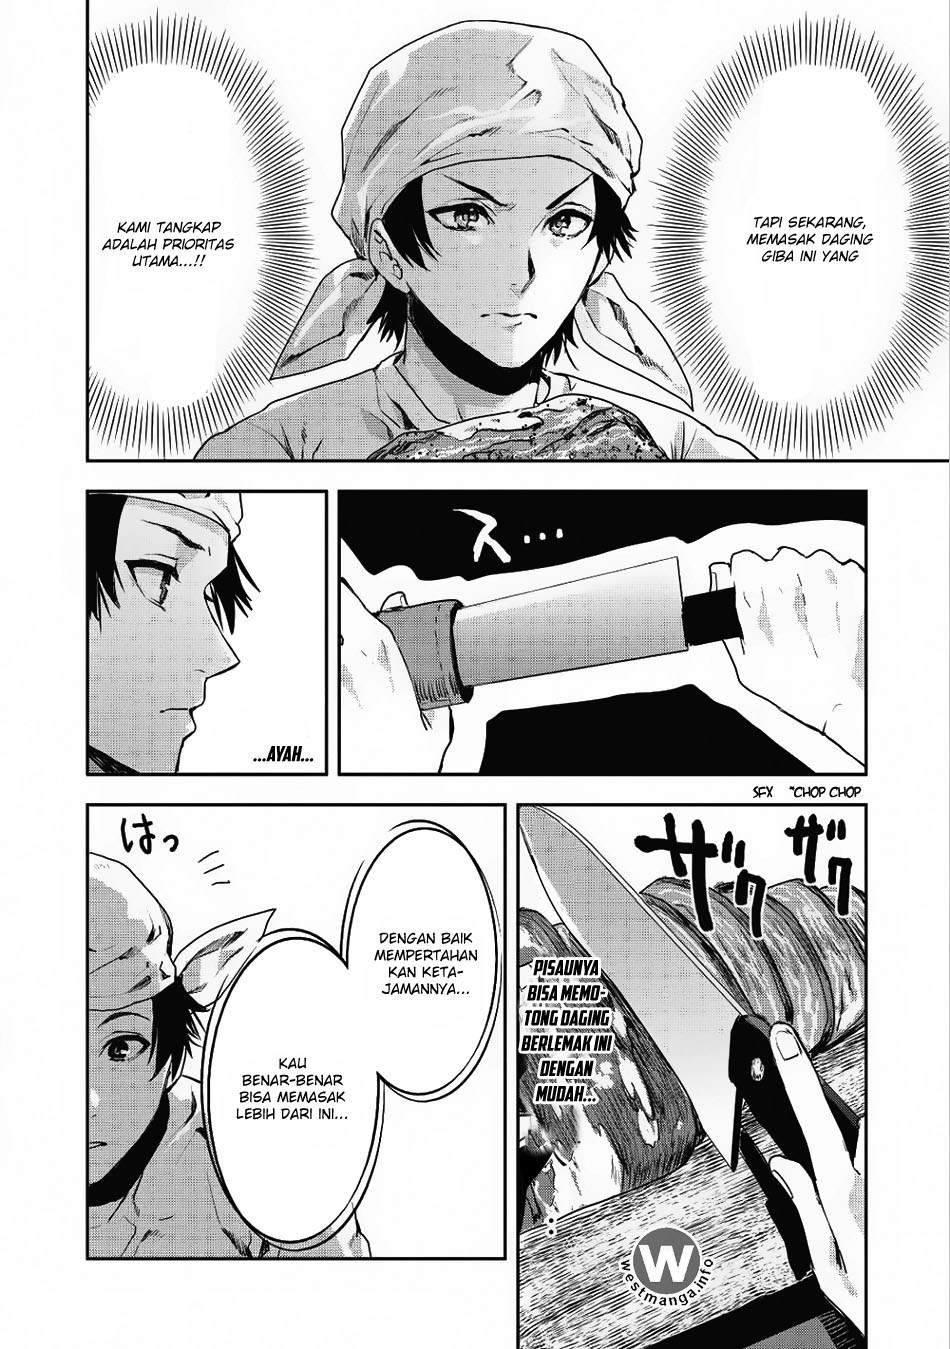 TAPI SEKARANG,
MEMASAK DAGING
GIBA INI YANG
KAMI TANGKAP
ADALAH PRIORITAS
UTAMA...!!
ス...
...AYAH...
SFX "CHOP CHOP
ザク
ザク
PISAUNYA
BISA MEMO-
TONG DAGING
BERLEMAK INI
DENGAN
MUDAH...
...
DENGAN BAIK
MEMPERTAHAN
KAN KETA-
JAMANNYA...
KAU
BENAR-BENAR
BISA MEMASAK
LEBIH DARI INI...
はっ
W
westmanga.info